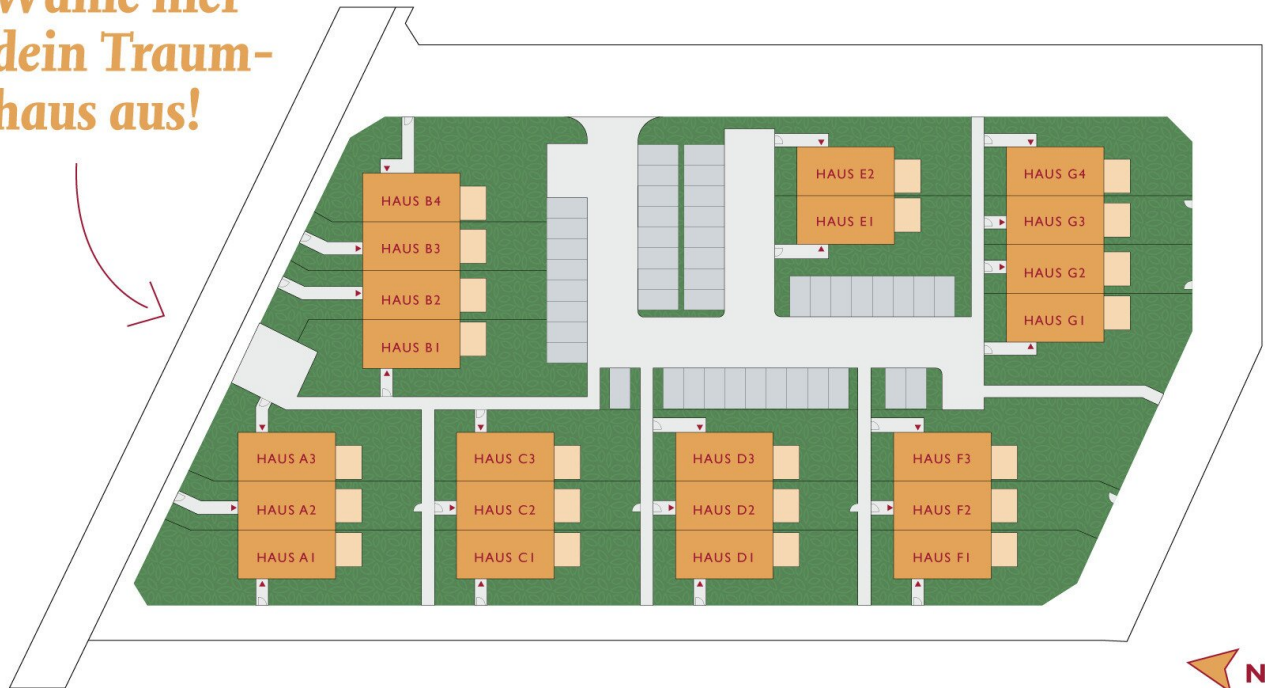 Wähle hier
dein Traum-
haus aus!
HAUS B4
HAUS B3
HAUS B2
HAUS B1
HAUS E2
HAUS E1
HAUS G4
HAUS G3
HAUS G2
HAUS G1
HAUS A3
HAUS A2
HAUS A1
HAUS C3
HAUS C2
HAUS C1
HAUS D3
HAUS D2
HAUS D1
HAUS F3
HAUS F2
HAUS F1
N